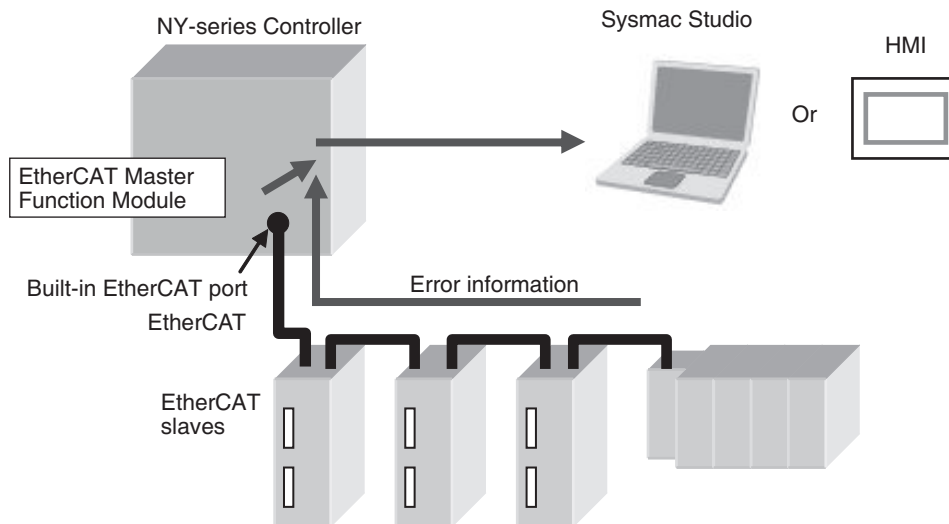 NY-series Controller
Sysmac Studio
HMI
Or
EtherCAT Master
Function Module
Built-in EtherCAT port
Error information
EtherCAT
EtherCAT
slaves